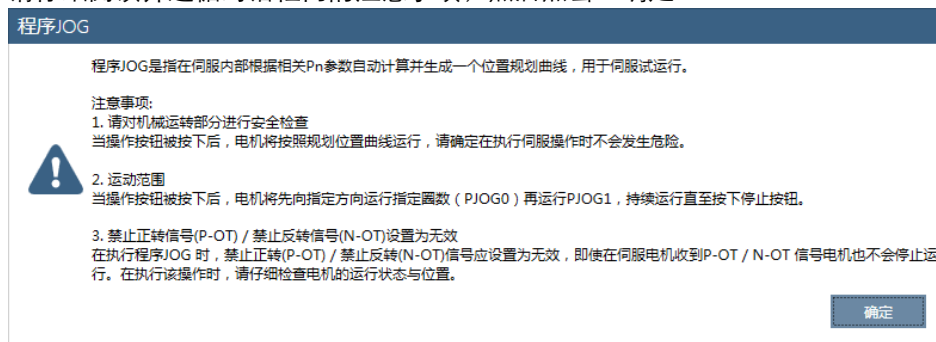 程序JOG
程序JOG是指在伺服内部根据相关Pn参数自动计算并生成一个位置规划曲线，用于伺服试运行。
注意事项:
1. 请对机械运转部分进行安全检查
当操作按钮被按下后，电机将按照规划位置曲线运行，请确定在执行伺服操作时不会发生危险。
2. 运动范围
当操作按钮被按下后，电机将先向指定方向运行指定圈数（PJOG0）再运行PJOG1，持续运行直至按下停止按钮。
3. 禁止正转信号(P-OT) / 禁止反转信号(N-OT)设置为无效
在执行程序JOG 时，禁止正转(P-OT) / 禁止反转(N-OT)信号应设置为无效，即使在伺服电机收到P-OT / N-OT 信号电机也不会停止运
行。在执行该操作时，请仔细检查电机的运行状态与位置。
确定